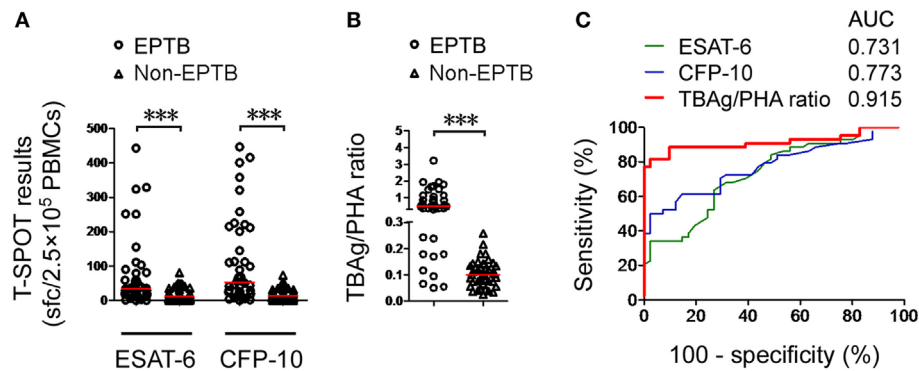 A
EPTB
Non-EPTB
***
***
T-SPOT results
(sfc/2.5×10⁵ PBMCs)
500
400
300
200
100
0
ESAT-6
CFP-10
B
EPTB
Non-EPTB
***
TBAg/PHA ratio
5
4
3
2
1
0.3
0.2
0.1
0.0
C
AUC
ESAT-6 0.731
CFP-10 0.773
TBAg/PHA ratio 0.915
Sensitivity (%)
100
80
60
40
20
0
0 20 40 60 80 100
100 - specificity (%)